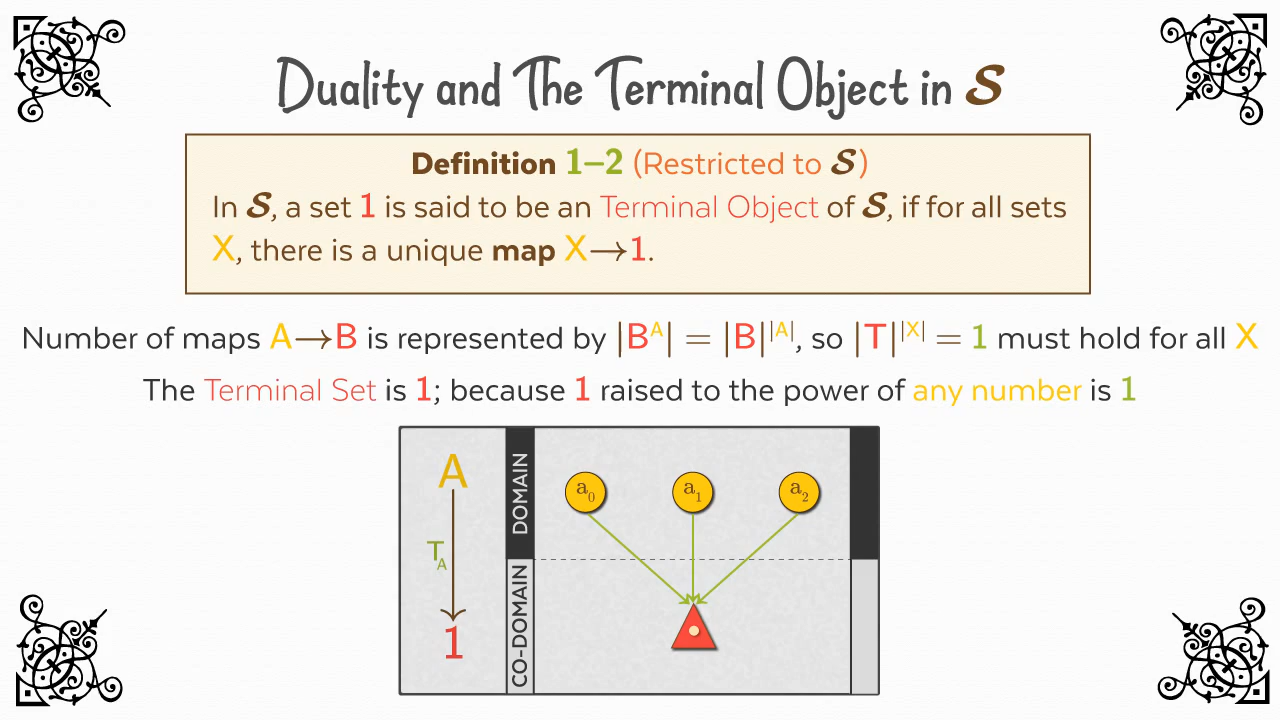 Duality and The Terminal Object in 𝓢
Definition 1–2 (Restricted to 𝓢)
In 𝓢, a set 1 is said to be an Terminal Object of 𝓢, if for all sets
X, there is a unique map X→1.
Number of maps A→B is represented by |Bᴬ| = |B|^|A|, so |T|^|X| = 1 must hold for all X
The Terminal Set is 1; because 1 raised to the power of any number is 1
A
T_A
1
DOMAIN
CO-DOMAIN
a₀ a₁ a₂